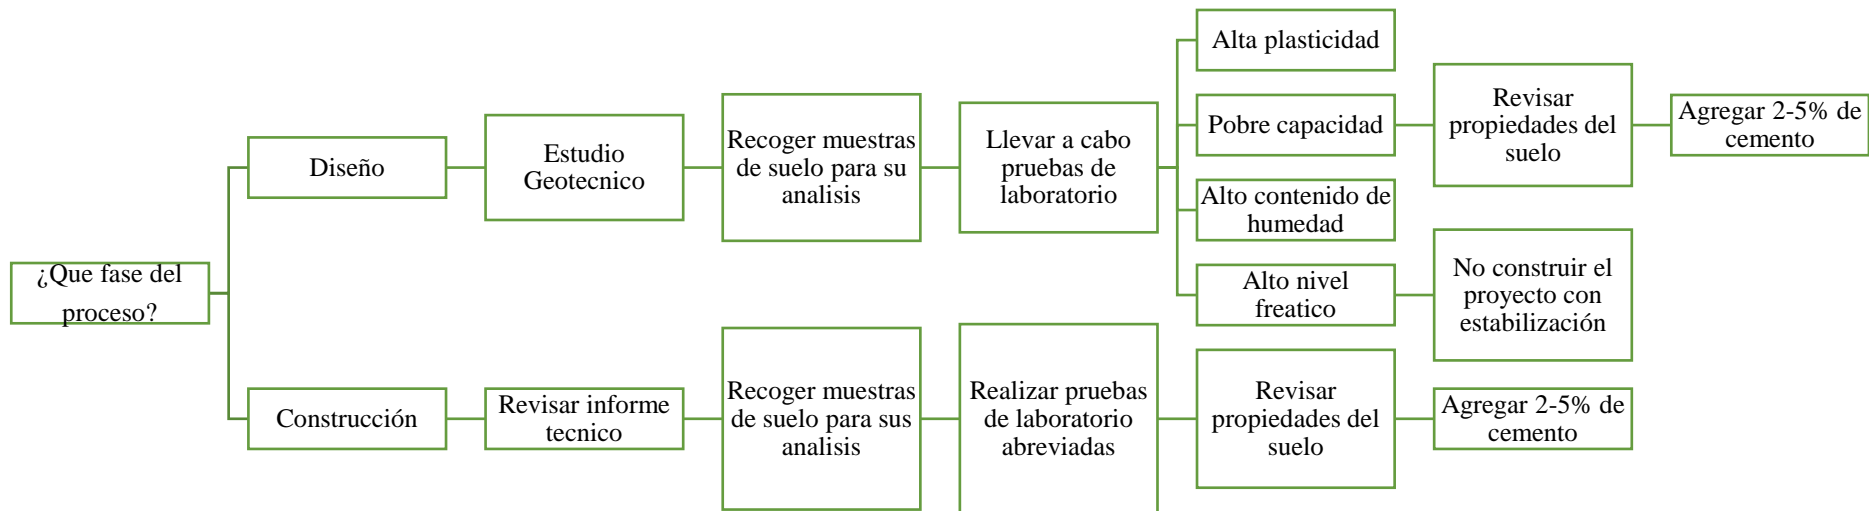 ¿Que fase del
proceso?
Diseño
Estudio
Geotecnico
Recoger muestras
de suelo para su
analisis
Llevar a cabo
pruebas de
laboratorio
Alta plasticidad
Pobre capacidad
Revisar
propiedades del
suelo
Agregar 2-5% de
cemento
Alto contenido de
humedad
Alto nivel
freatico
No construir el
proyecto con
estabilización
Construcción
Revisar informe
tecnico
Recoger muestras
de suelo para sus
analisis
Realizar pruebas
de laboratorio
abreviadas
Revisar
propiedades del
suelo
Agregar 2-5% de
cemento